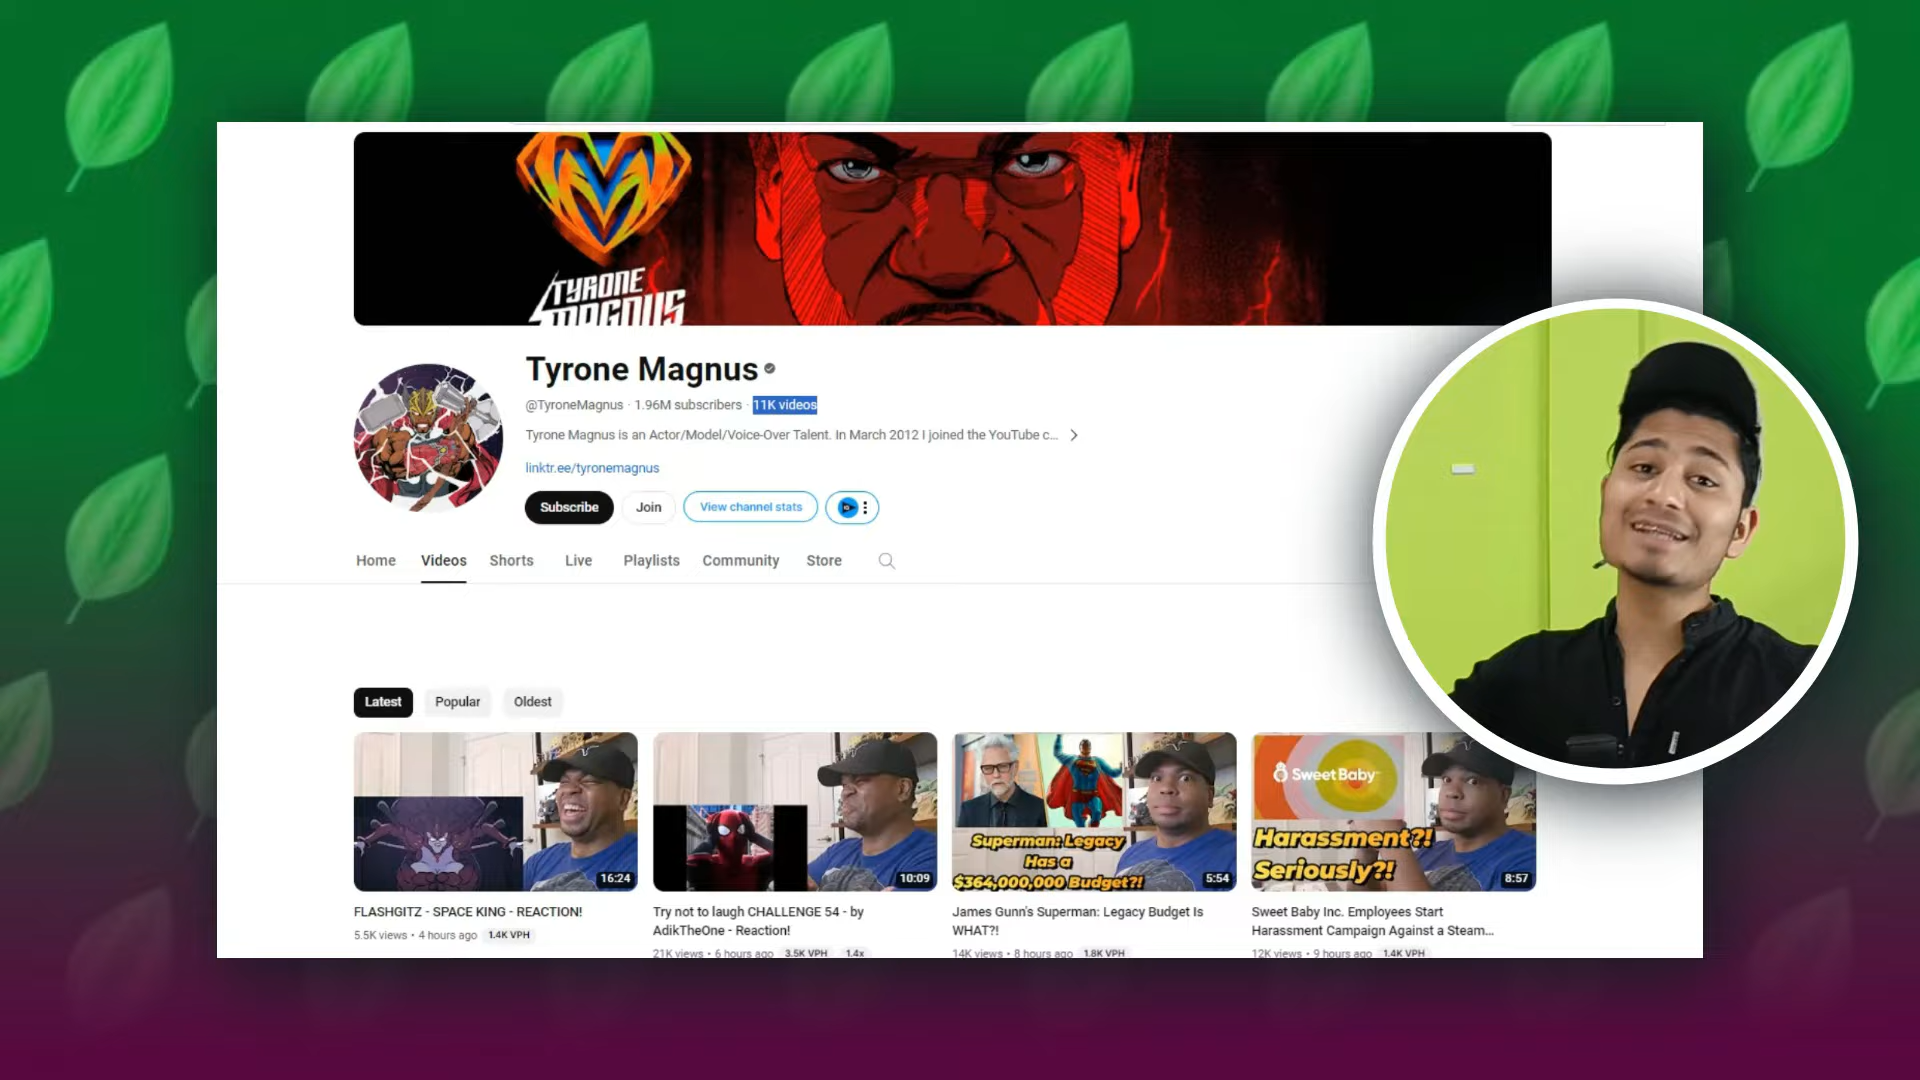 TYRONE
MAGNUS
Tyrone Magnus
@TyroneMagnus · 1.96M subscribers · 11K videos
Tyrone Magnus is an Actor/Model/Voice-Over Talent. In March 2012 I joined the YouTube c...
linktr.ee/tyronemagnus
Subscribe Join View channel stats
Home Videos Shorts Live Playlists Community Store
Latest Popular Oldest
16:24
10:09
Superman: Legacy
Has a
$364,000,000 Budget?!
5:54
SweetBaby
Harassment?!
Seriously?!
8:57
FLASHGITZ - SPACE KING - REACTION!
5.5K views • 4 hours ago 1.4K VPH
Try not to laugh CHALLENGE 54 - by
AdikTheOne - Reaction!
21K views • 6 hours ago 3.5K VPH 1.4x
James Gunn's Superman: Legacy Budget Is
WHAT?!
14K views • 8 hours ago 1.8K VPH
Sweet Baby Inc. Employees Start
Harassment Campaign Against a Steam...
12K views • 9 hours ago 1.4K VPH